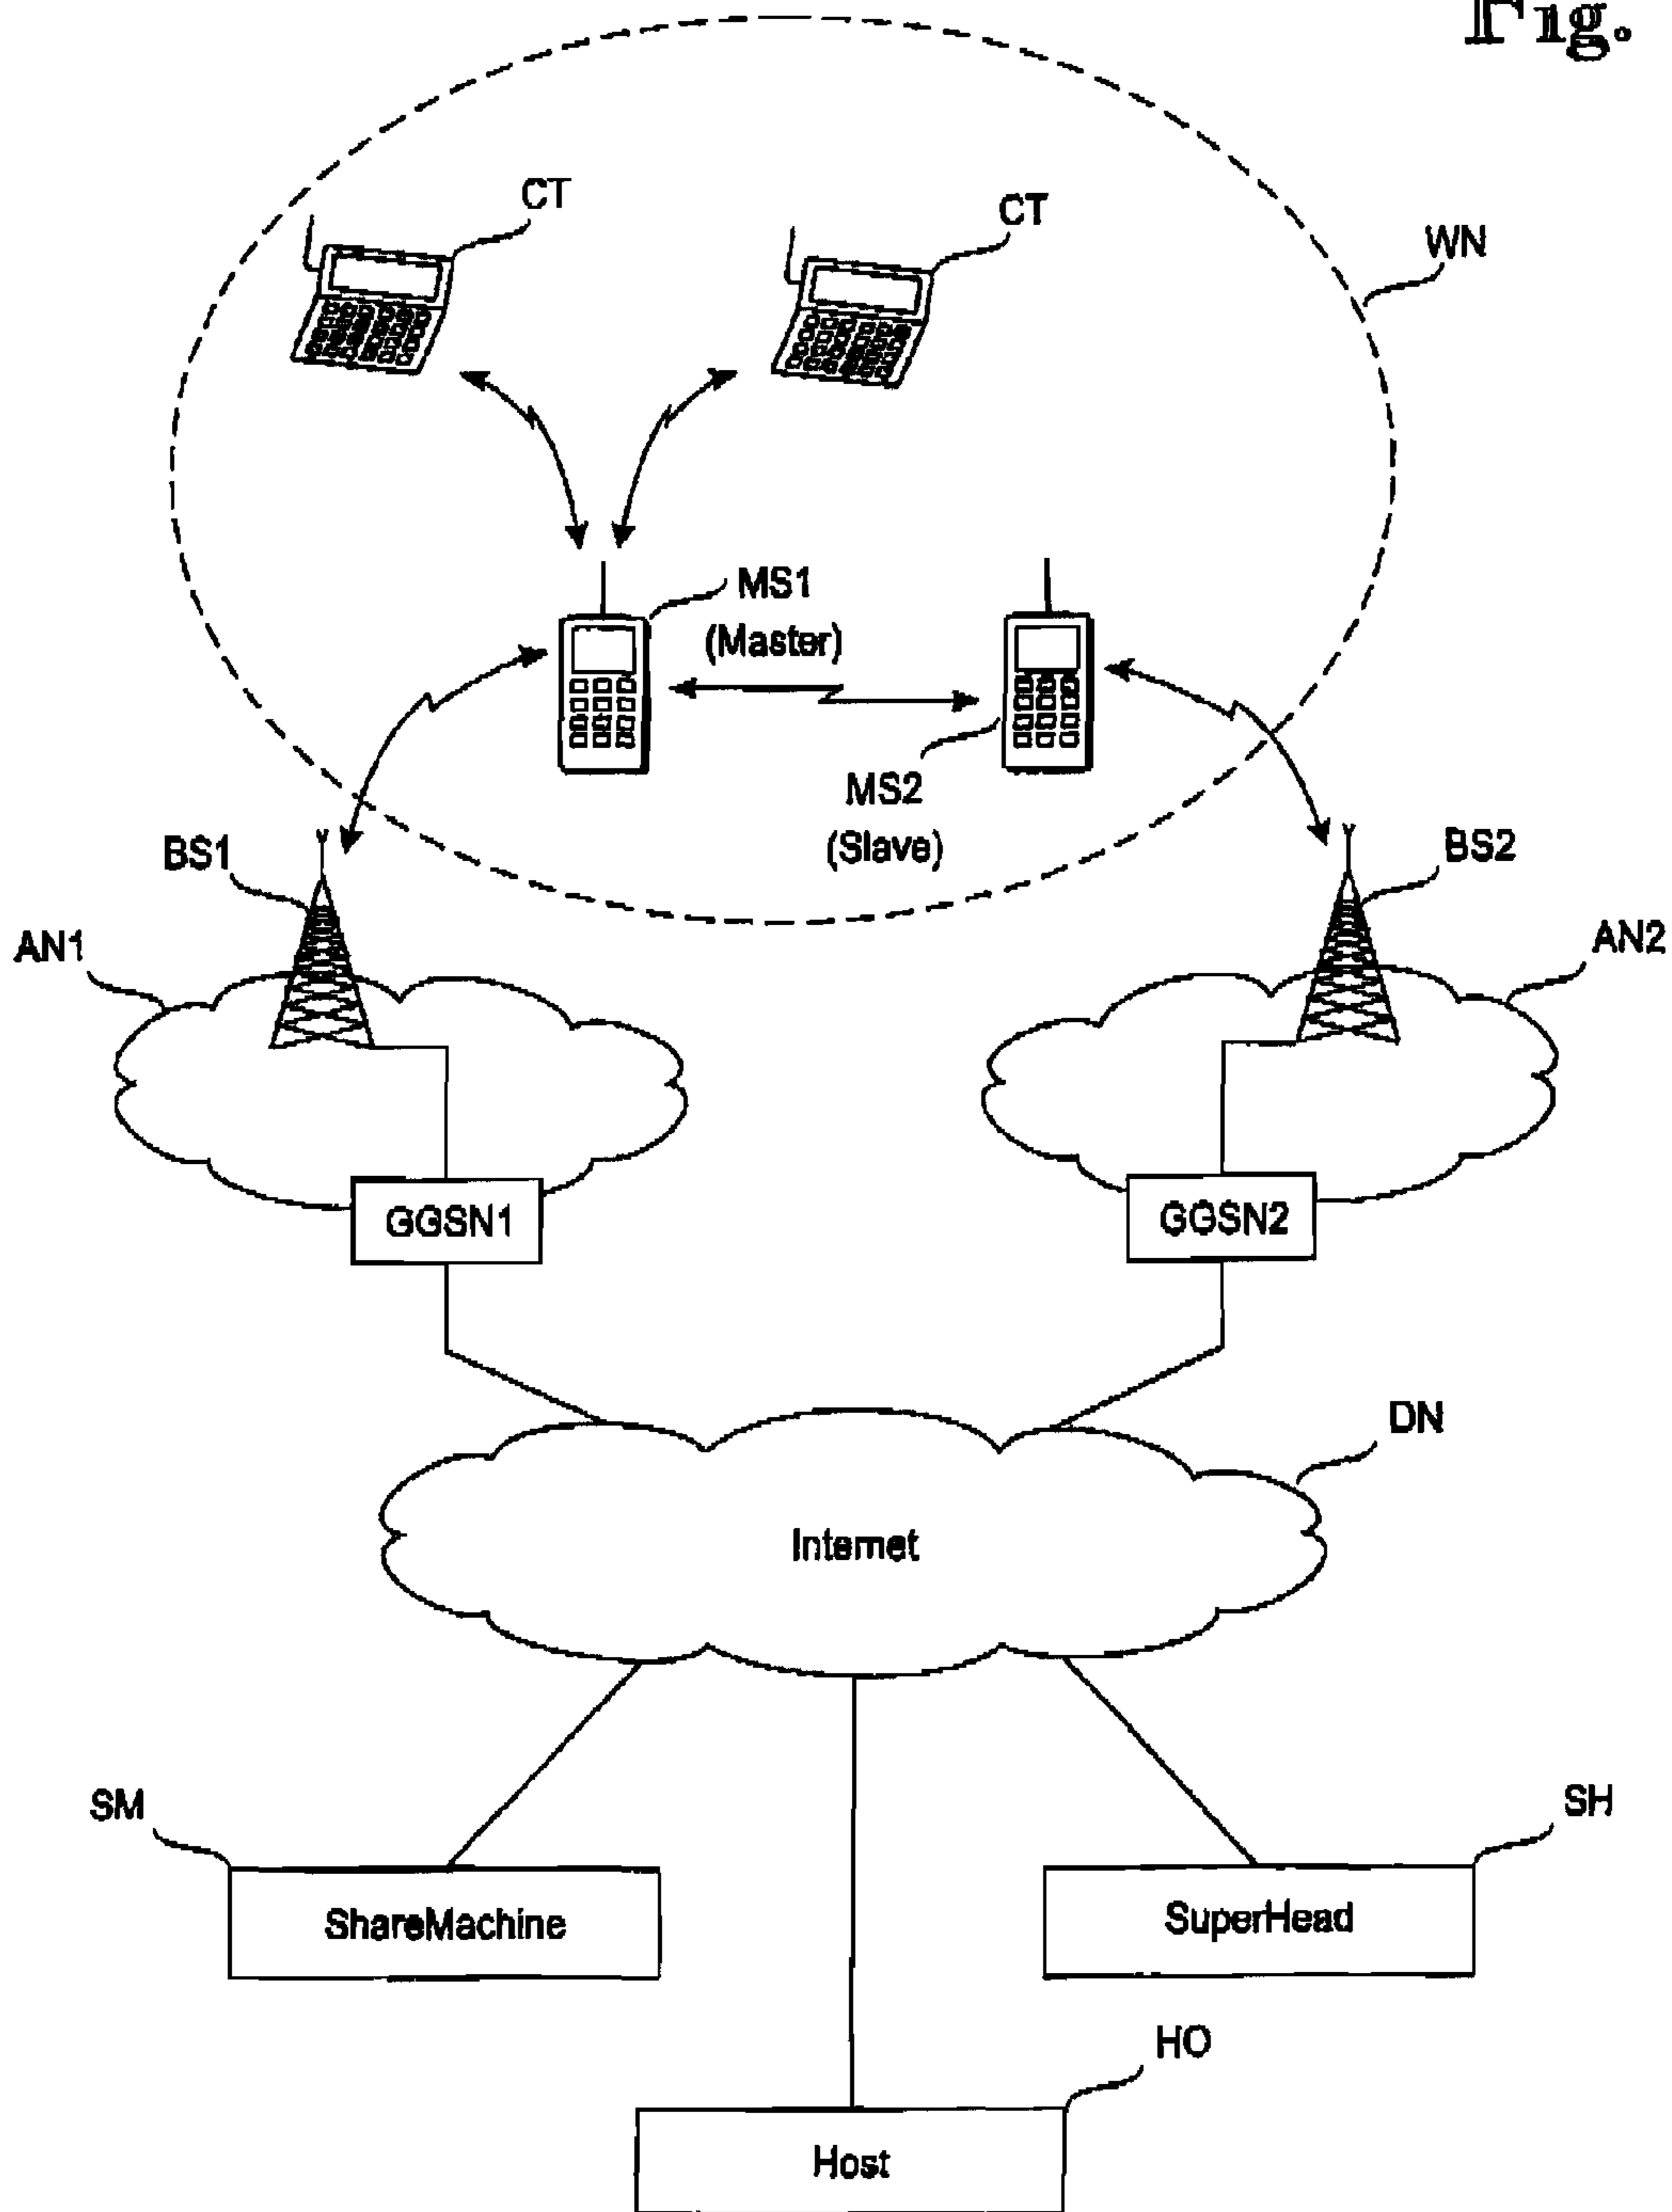 Fig.
CT
CT
WN
MS1
(Master)
MS2
(Slave)
BS1
BS2
AN1
AN2
GGSN1
GGSN2
DN
Internet
SM
SH
ShareMachine
SuperHead
HO
Host